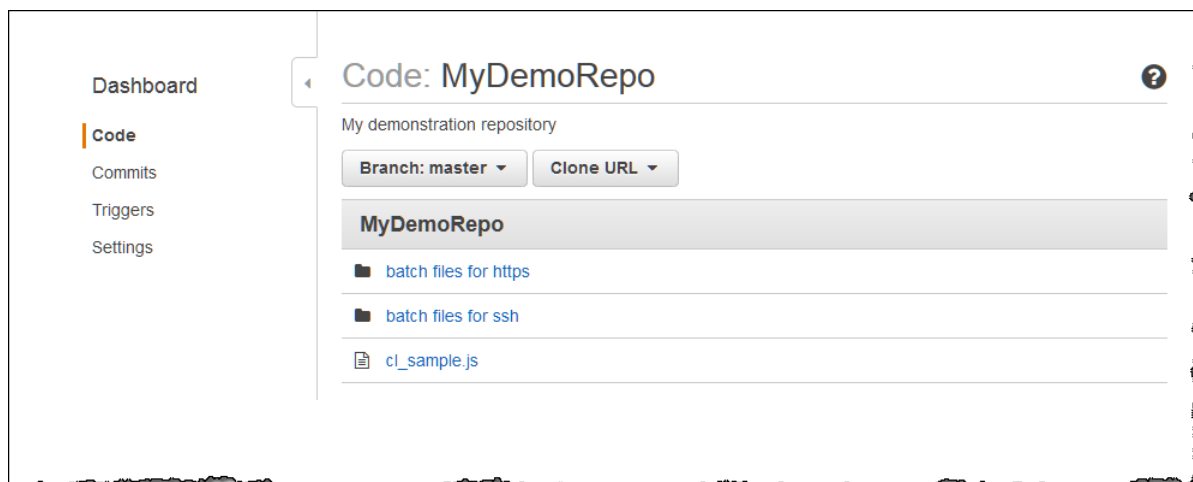 Dashboard
Code
Commits
Triggers
Settings
Code: MyDemoRepo
My demonstration repository
Branch: master
Clone URL
MyDemoRepo
batch files for https
batch files for ssh
cl_sample.js